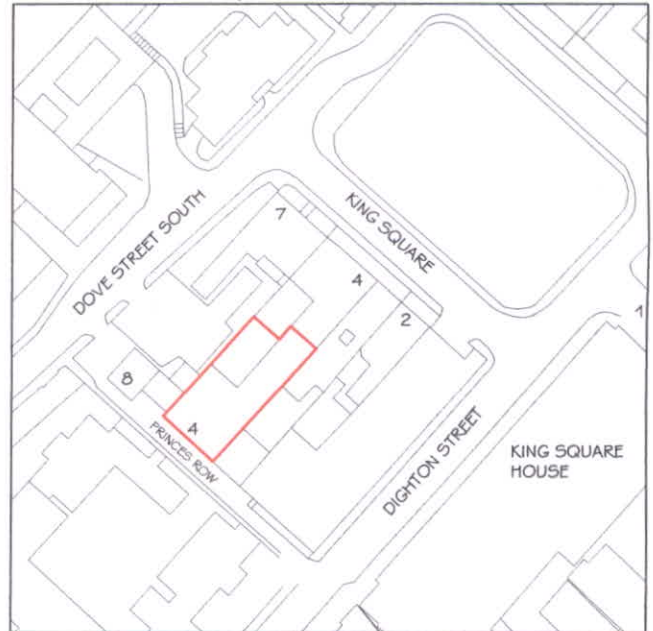 DOVE STREET SOUTH
7
KING SQUARE
4
2
1
8
4
PRINCES ROW
DIGHTON STREET
KING SQUARE
HOUSE